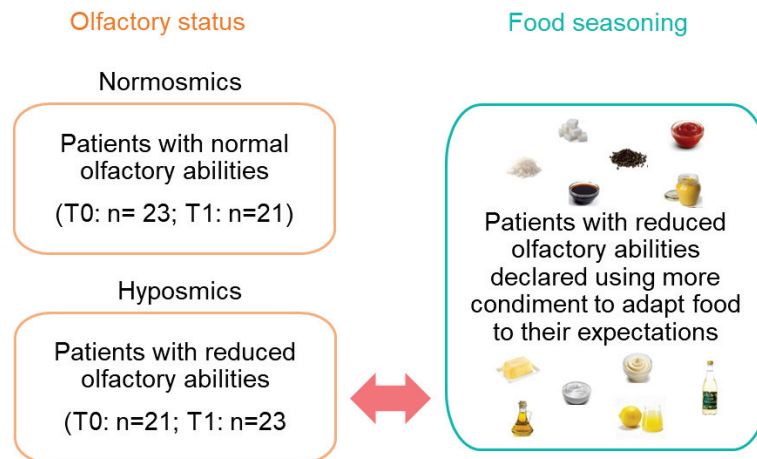 Olfactory status
Normosmics
Patients with normal
olfactory abilities
(T0: n= 23; T1: n=21)
Hyposmics
Patients with reduced
olfactory abilities
(T0: n=21; T1: n=23
Food seasoning
Patients with reduced
olfactory abilities
declared using more
condiment to adapt food
to their expectations